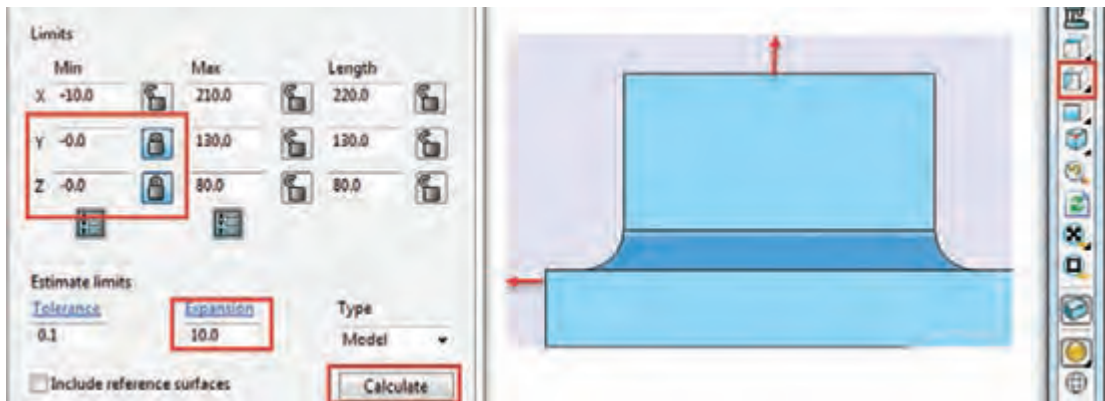 Limits
Min Max Length
X -10.0 210.0 220.0
Y -0.0 130.0 130.0
Z -0.0 80.0 80.0
Estimate limits
Tolerance Expansion Type
0.1 10.0 Model
Include reference surfaces Calculate